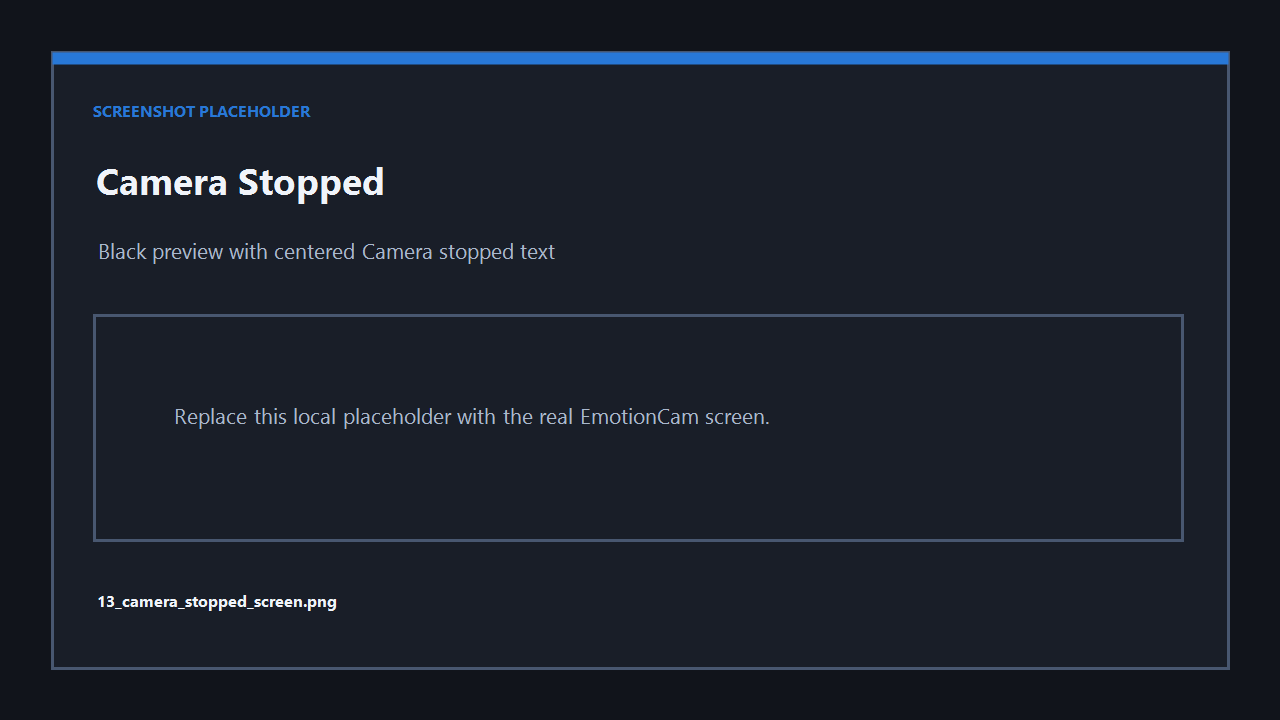 SCREENSHOT PLACEHOLDER
Camera Stopped
Black preview with centered Camera stopped text
Replace this local placeholder with the real EmotionCam screen.
13_camera_stopped_screen.png